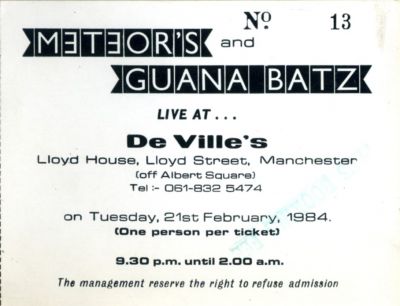 No. 13
METEOR'S and
GUANA BATZ
LIVE AT...
De Ville's
Lloyd House, Lloyd Street, Manchester
(off Albert Square)
Tel :- 061-832 5474
on Tuesday, 21st February, 1984.
(One person per ticket)
9.30 p.m. until 2.00 a.m.
The management reserve the right to refuse admission